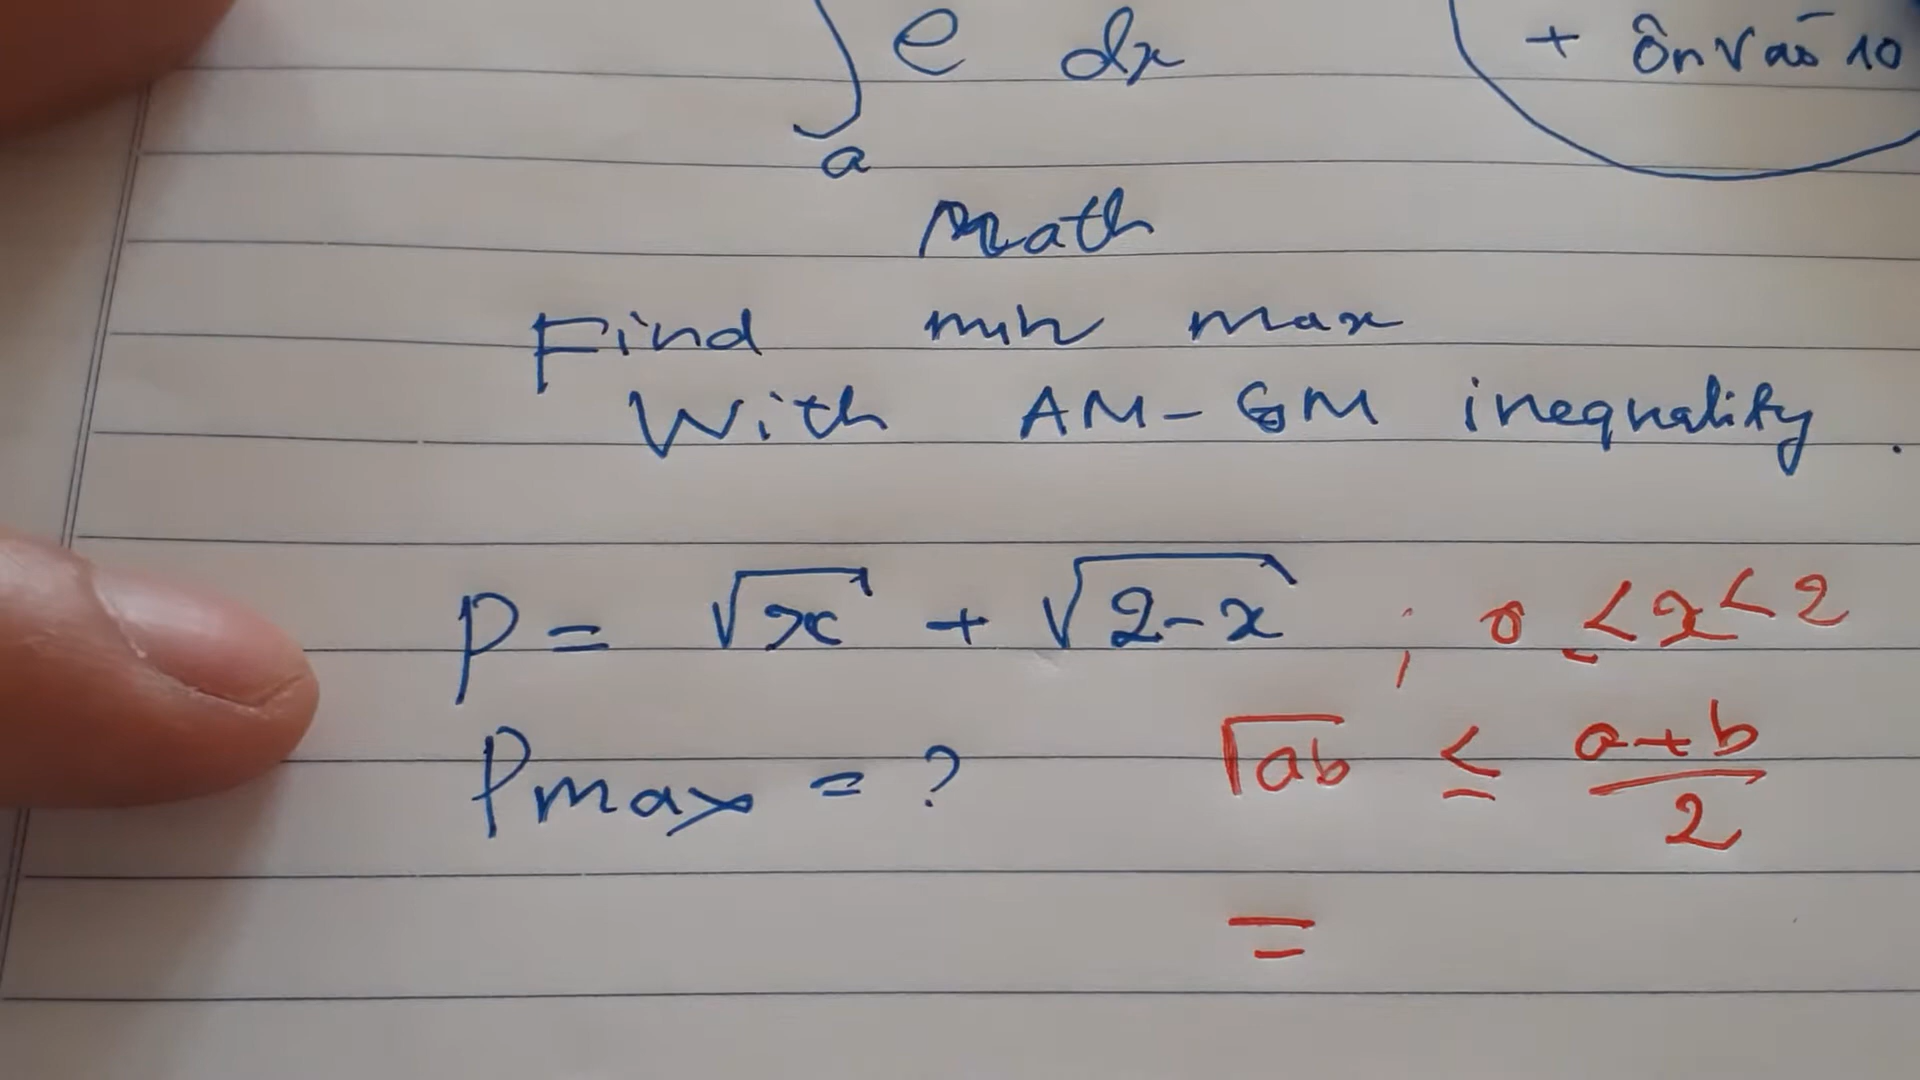 ∫ e dx
a
+ ôn vào 10
Math
Find min max
With AM-GM inequality.
P = √x + √2-x ; 0 ≤ x < 2
Pmax = ?
√ab ≤ a+b
2
=